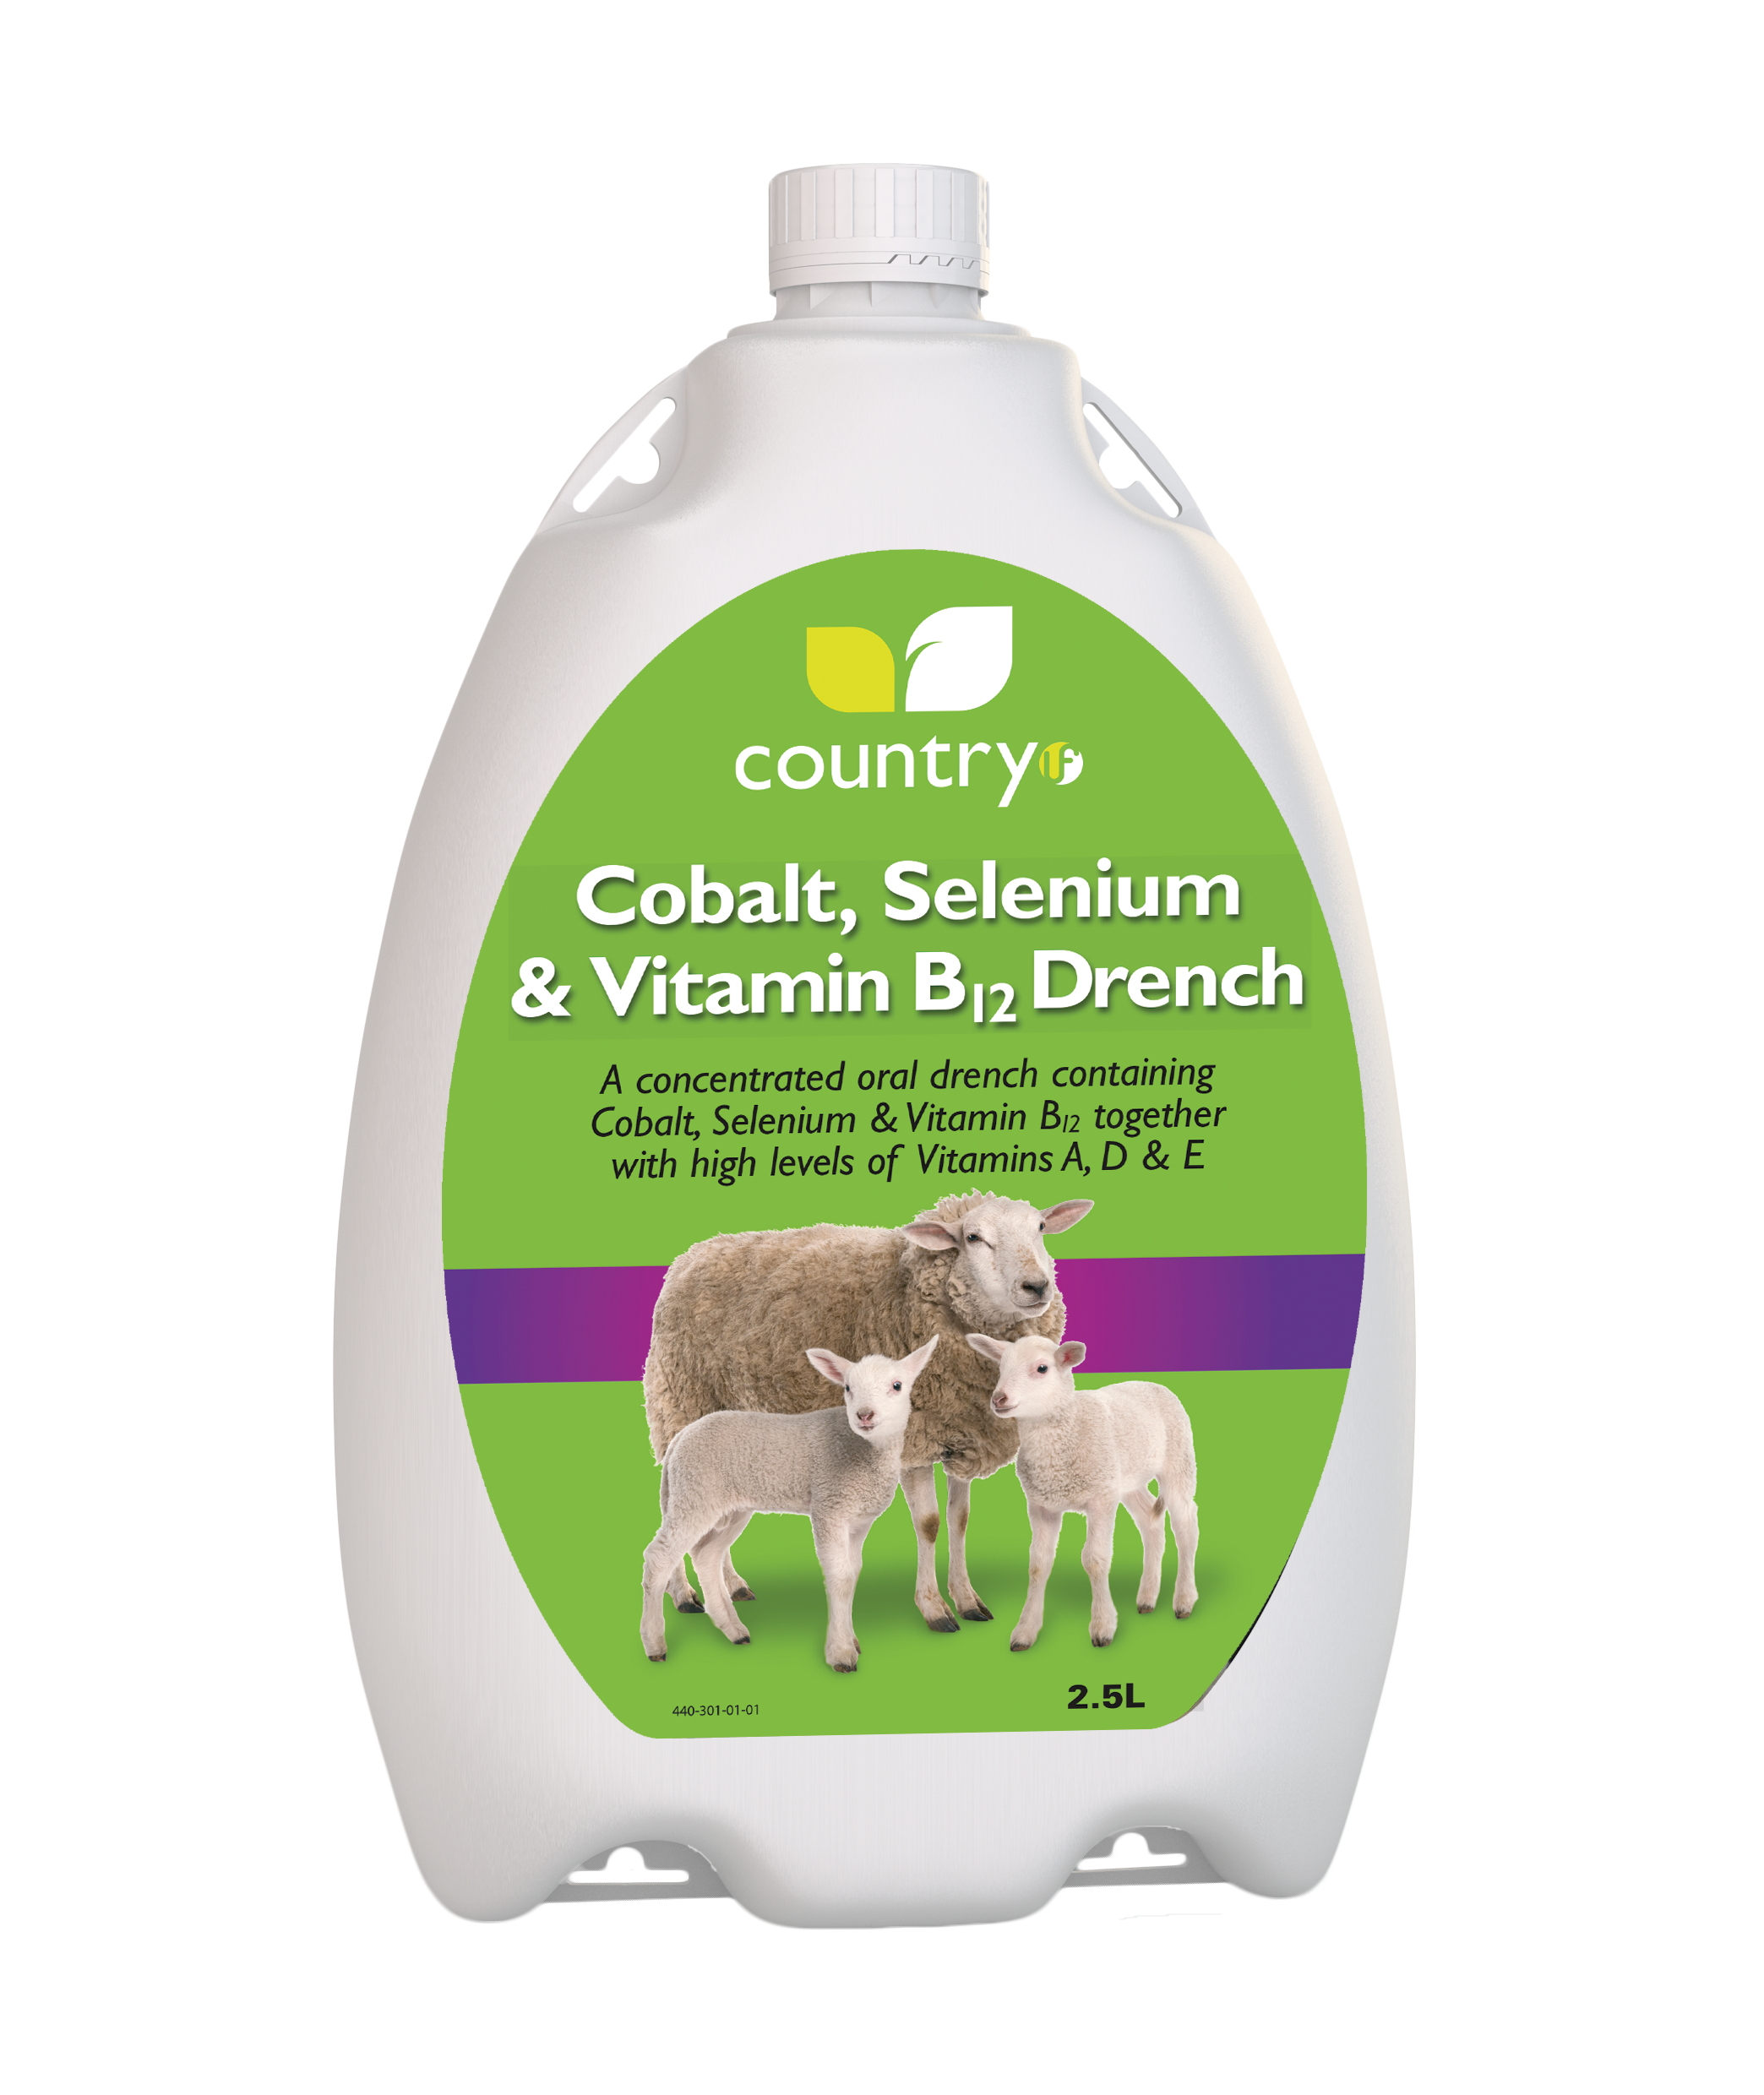 country UF
Cobalt, Selenium
& Vitamin B12 Drench
A concentrated oral drench containing
Cobalt, Selenium & Vitamin B12 together
with high levels of Vitamins A, D & E
2.5L
440-301-01-01